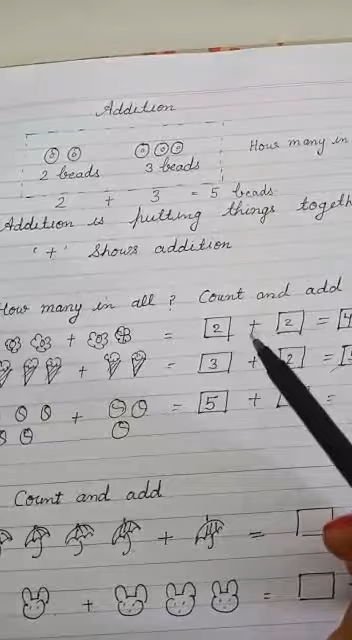 Addition
How many in
2 beads 3 beads
2 + 3 = 5 beads
Addition is putting things togeth
'+' Shows addition
How many in all? Count and add
+ = 2 + 2 = 4
+ = 3 + 2 =
+ = 5 + =
Count and add
+ =
+ =